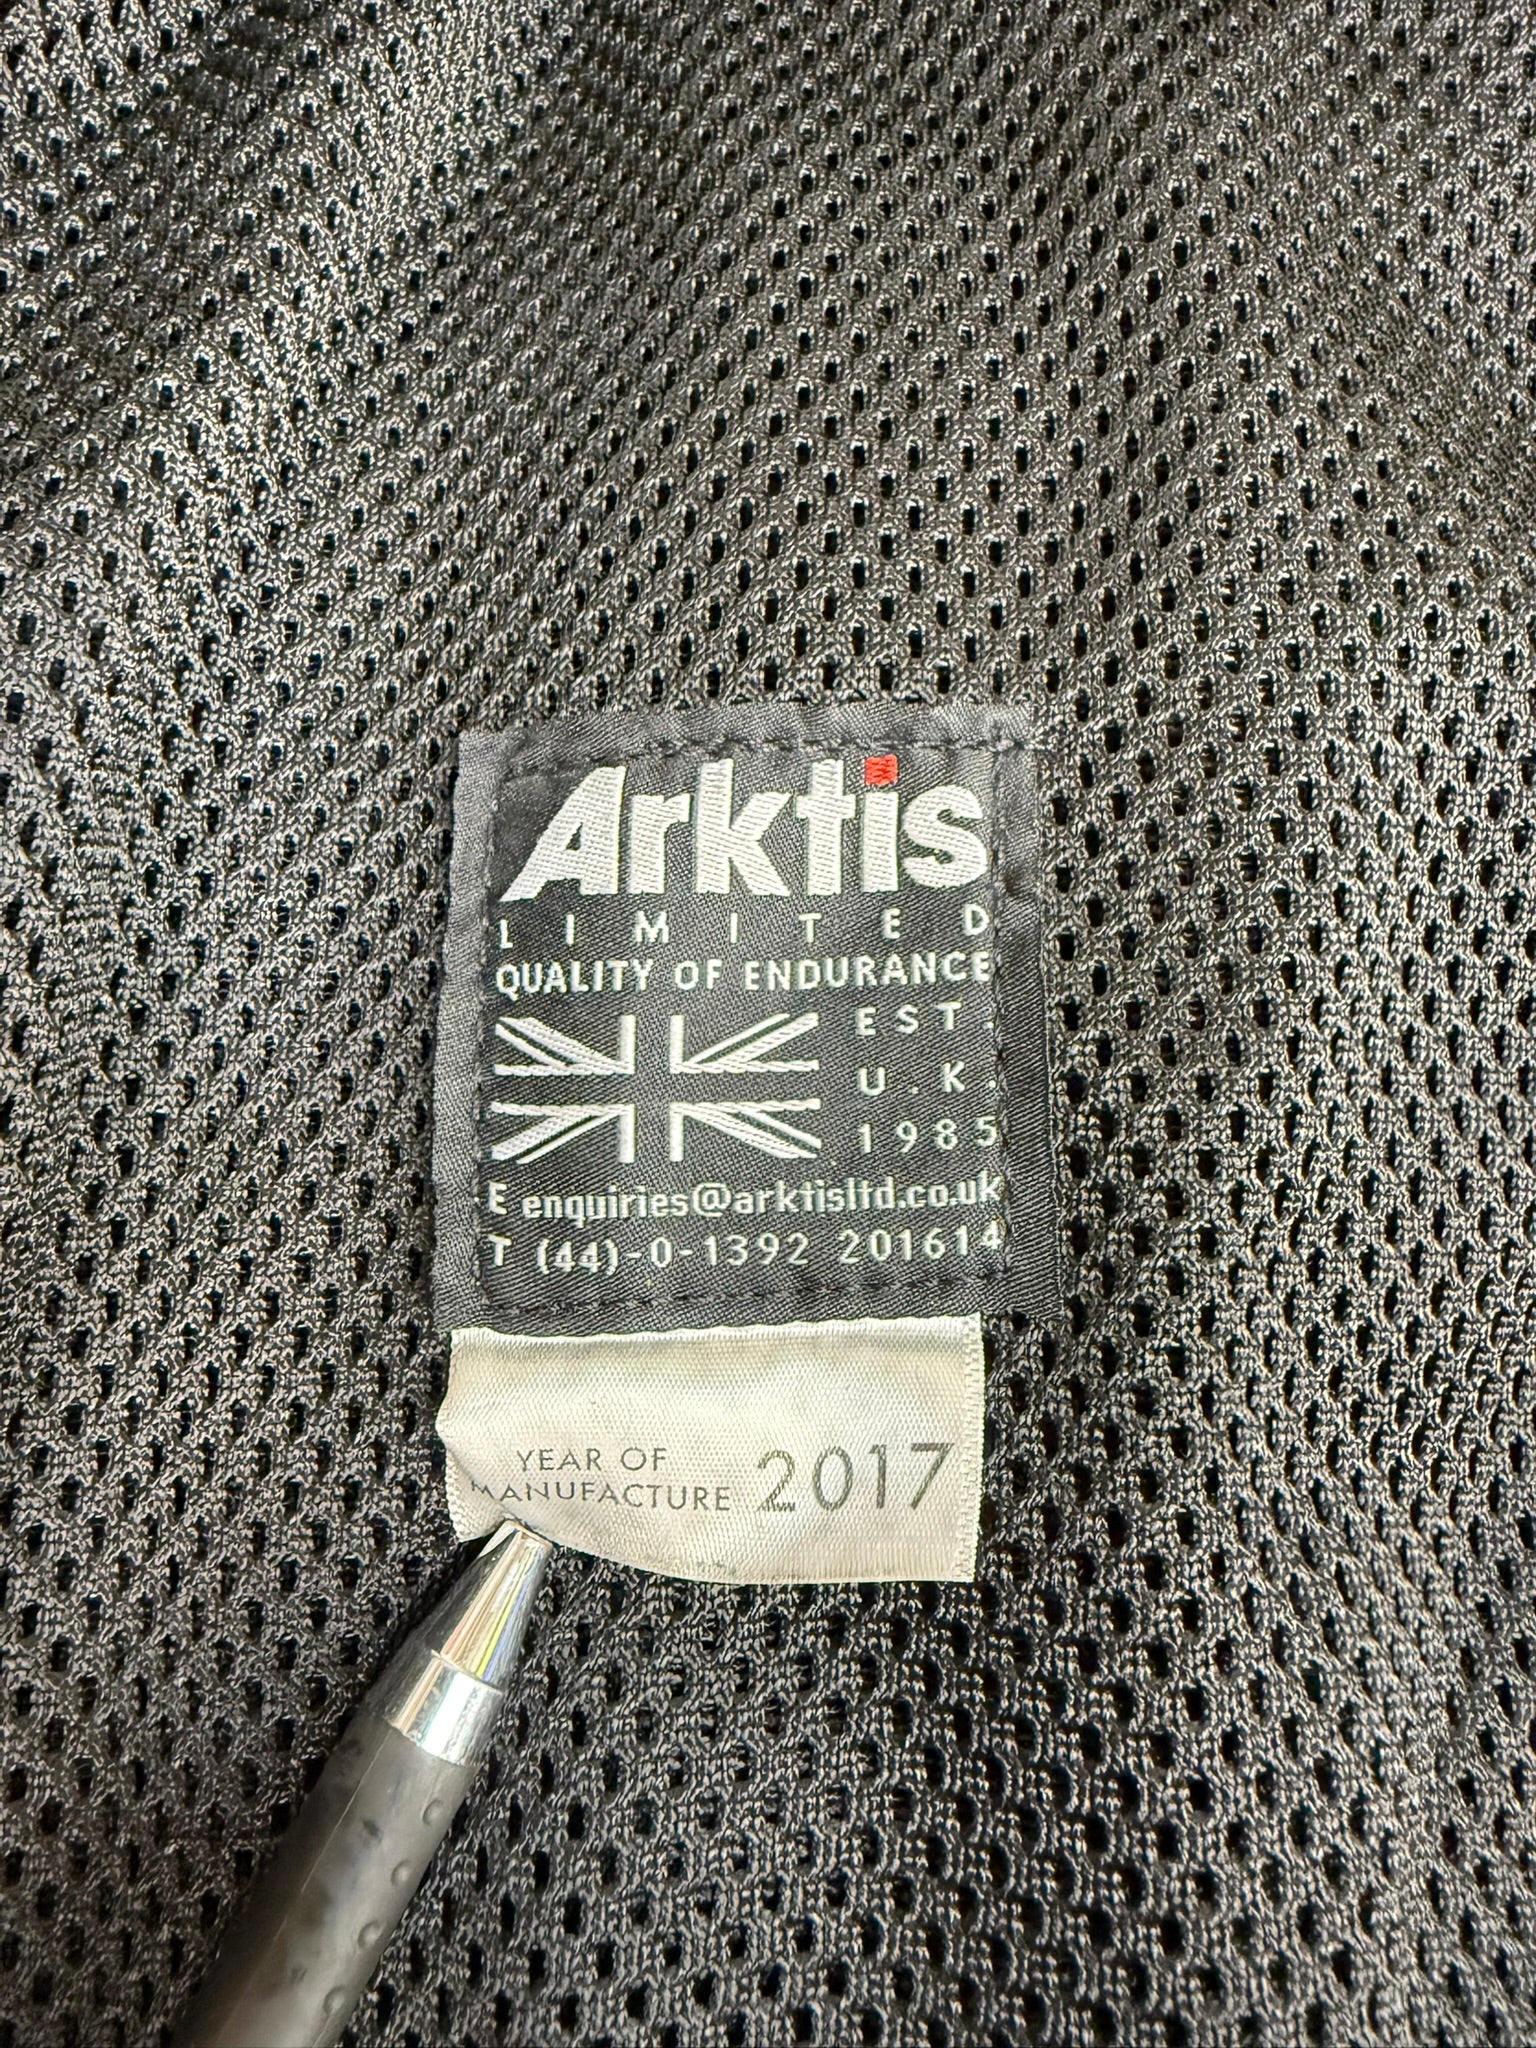 Arktis
LIMITED
QUALITY OF ENDURANCE
EST.
U.K.
1985
E enquiries@arktisltd.co.uk
T (44)-0-1392 201614
YEAR OF
MANUFACTURE 2017